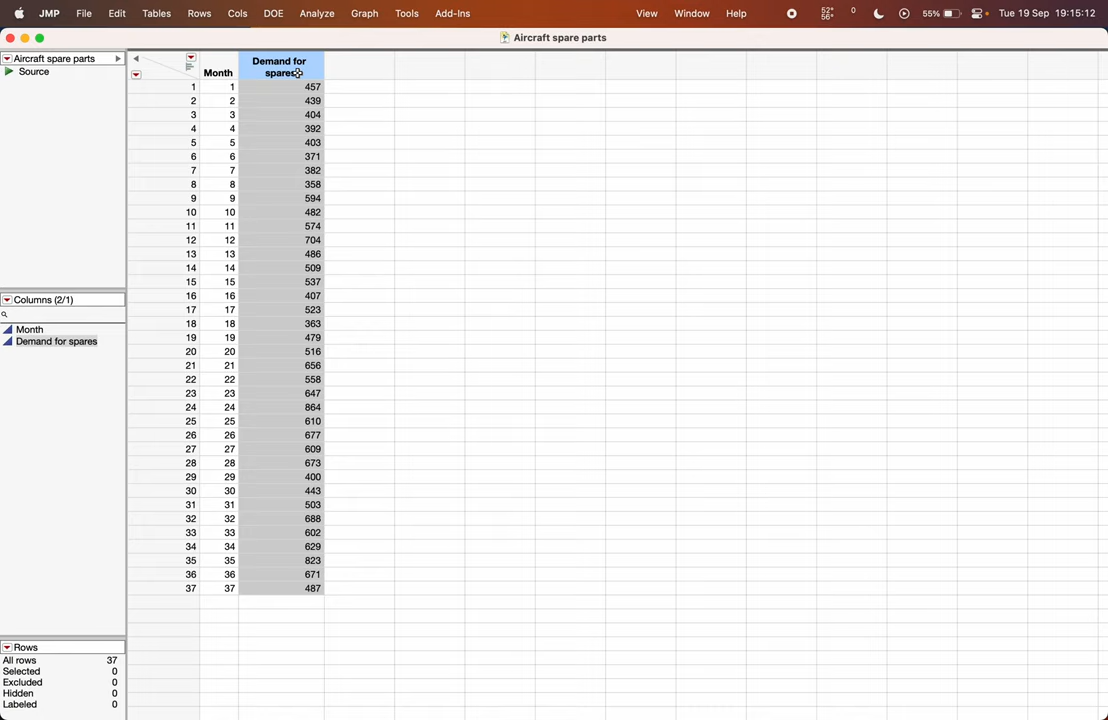 JMP File Edit Tables Rows Cols DOE Analyze Graph Tools Add-Ins View Window Help 52° 56° 0 55% Tue 19 Sep 19:15:12
Aircraft spare parts
Aircraft spare parts
Source
Columns (2/1)
Month
Demand for spares
Rows
All rows 37
Selected 0
Excluded 0
Hidden 0
Labeled 0
Demand for
Month spares
1 1 457
2 2 439
3 3 404
4 4 392
5 5 403
6 6 371
7 7 382
8 8 358
9 9 594
10 10 482
11 11 574
12 12 704
13 13 486
14 14 509
15 15 537
16 16 407
17 17 523
18 18 363
19 19 479
20 20 516
21 21 656
22 22 558
23 23 647
24 24 864
25 25 610
26 26 677
27 27 609
28 28 673
29 29 400
30 30 443
31 31 503
32 32 688
33 33 602
34 34 629
35 35 823
36 36 671
37 37 487